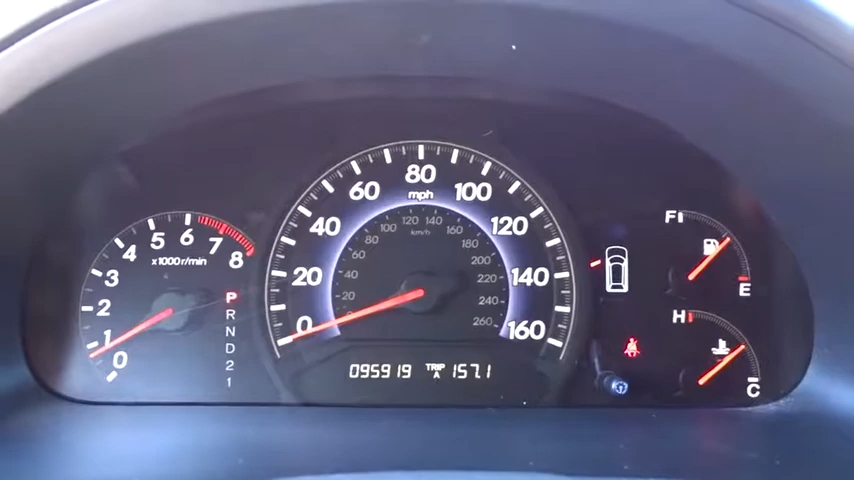 0
1
2
3
4
5
6
7
8
x1000r/min
P
R
N
D
2
1
0
20
40
60
80
100
120
140
160
mph
20
40
60
80
100
120
140
160
180
200
220
240
260
km/h
095919 TRIP A 157.1
F
E
H
C